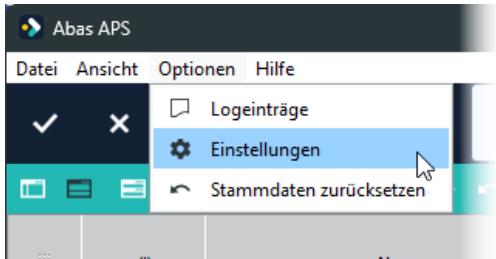 Abas APS
Datei Ansicht Optionen Hilfe
Logeinträge
Einstellungen
Stammdaten zurücksetzen